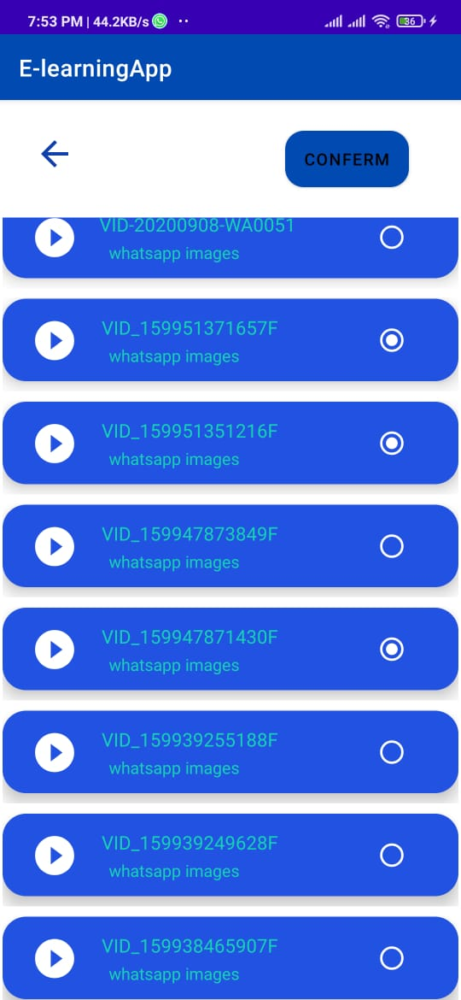 7:53 PM | 44.2KB/s
36
E-learningApp
CONFERM
VID-20200908-WA0051
whatsapp images
VID_159951371657F
whatsapp images
VID_159951351216F
whatsapp images
VID_159947873849F
whatsapp images
VID_159947871430F
whatsapp images
VID_159939255188F
whatsapp images
VID_159939249628F
whatsapp images
VID_159938465907F
whatsapp images